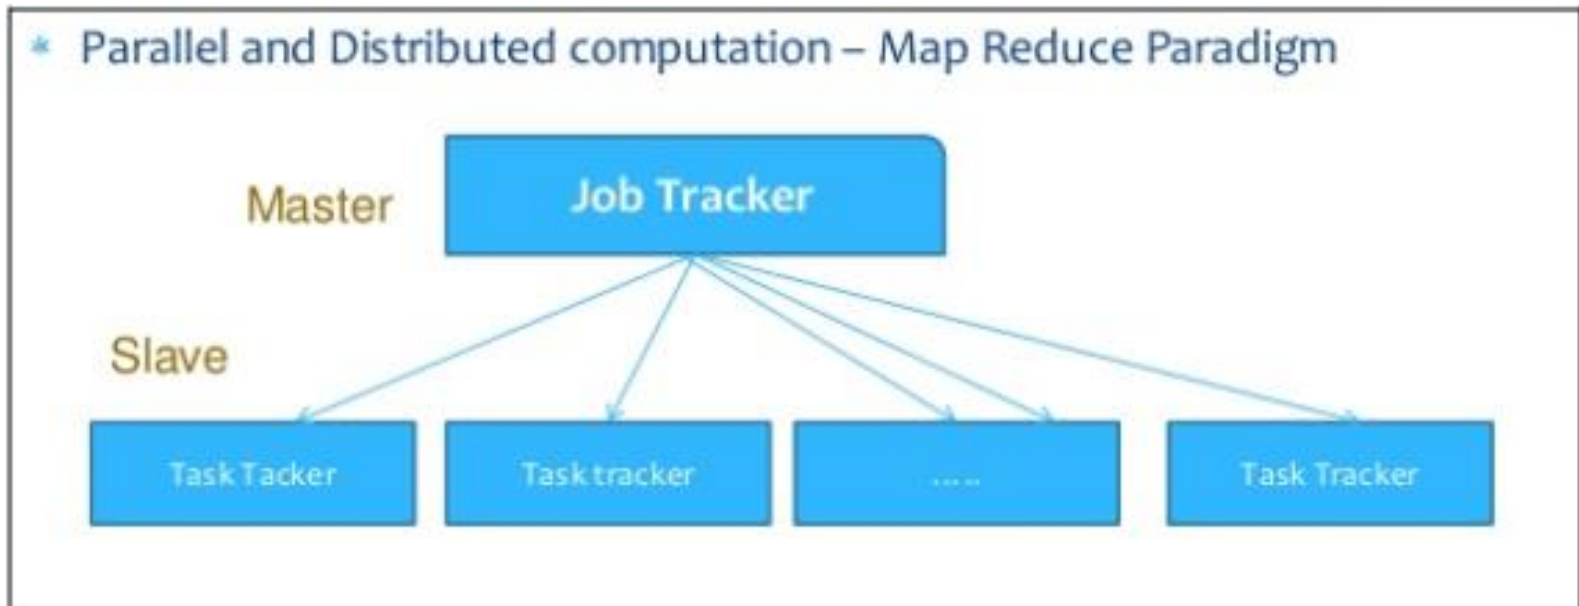 * Parallel and Distributed computation – Map Reduce Paradigm
Master
Job Tracker
Slave
Task Tacker
Task tracker
.....
Task Tracker